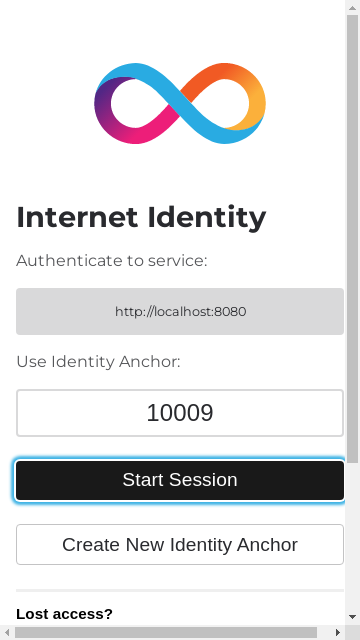 Internet Identity
Authenticate to service:
http://localhost:8080
Use Identity Anchor:
10009
Start Session
Create New Identity Anchor
Lost access?